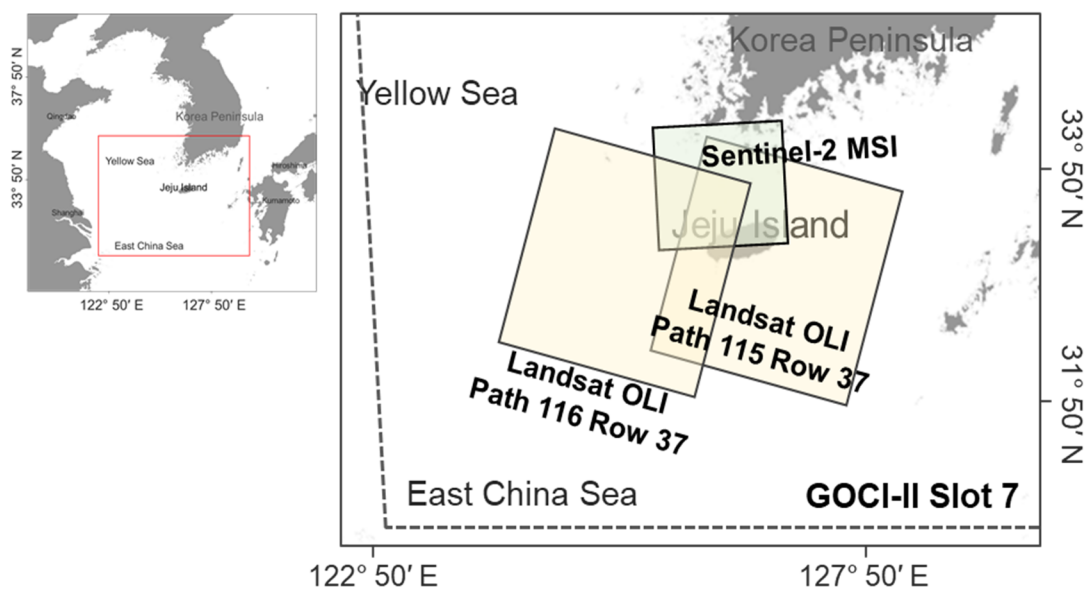 37° 50′ N
33° 50′ N
Qingdao
Korea Peninsula
Yellow Sea
Hiroshima
Jeju Island
Kumamoto
Shanghai
East China Sea
122° 50′ E
127° 50′ E
Korea Peninsula
Yellow Sea
Sentinel-2 MSI
Jeju Island
Landsat OLI
Path 115 Row 37
Landsat OLI
Path 116 Row 37
East China Sea
GOCI-II Slot 7
33° 50′ N
31° 50′ N
122° 50′ E
127° 50′ E